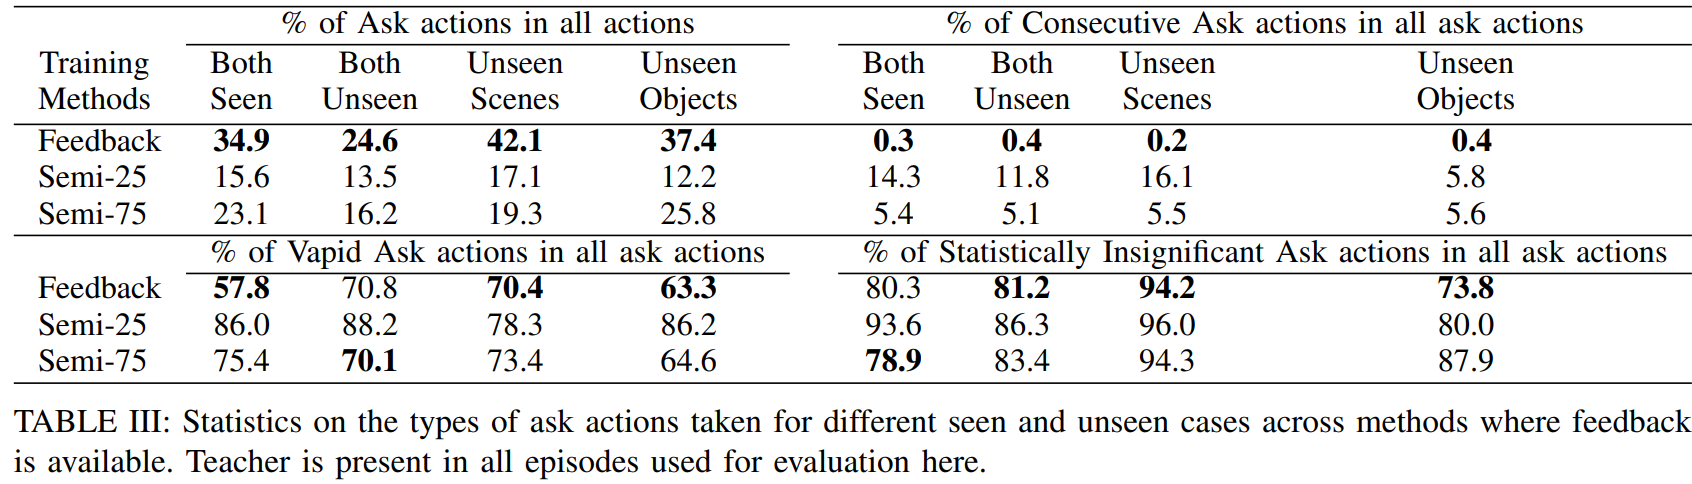 % of Ask actions in all actions % of Consecutive Ask actions in all ask actions
Training Both Both Unseen Unseen Both Both Unseen Unseen
Methods Seen Unseen Scenes Objects Seen Unseen Scenes Objects
Feedback 34.9 24.6 42.1 37.4 0.3 0.4 0.2 0.4
Semi-25 15.6 13.5 17.1 12.2 14.3 11.8 16.1 5.8
Semi-75 23.1 16.2 19.3 25.8 5.4 5.1 5.5 5.6
% of Vapid Ask actions in all ask actions % of Statistically Insignificant Ask actions in all ask actions
Feedback 57.8 70.8 70.4 63.3 80.3 81.2 94.2 73.8
Semi-25 86.0 88.2 78.3 86.2 93.6 86.3 96.0 80.0
Semi-75 75.4 70.1 73.4 64.6 78.9 83.4 94.3 87.9
TABLE III: Statistics on the types of ask actions taken for different seen and unseen cases across methods where feedback
is available. Teacher is present in all episodes used for evaluation here.